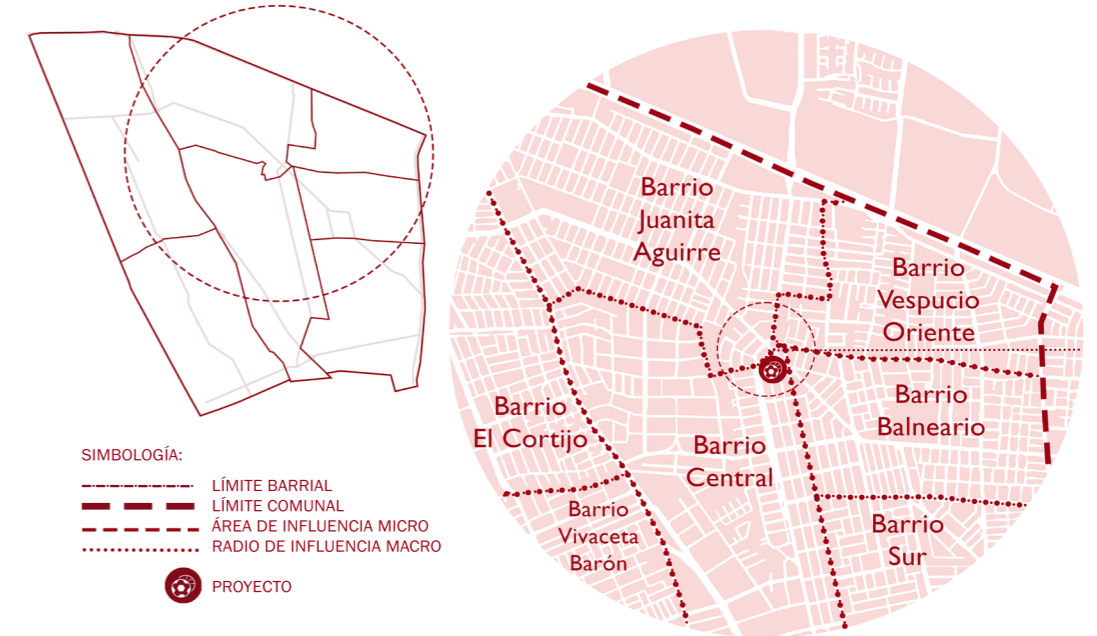 Barrio
Juanita
Aguirre
Barrio
Vespucio
Oriente
Barrio
Balneario
Barrio
El Cortijo
Barrio
Central
Barrio
Vivaceta
Barón
Barrio
Sur
SIMBOLOGÍA:
LÍMITE BARRIAL
LÍMITE COMUNAL
ÁREA DE INFLUENCIA MICRO
RADIO DE INFLUENCIA MACRO
PROYECTO